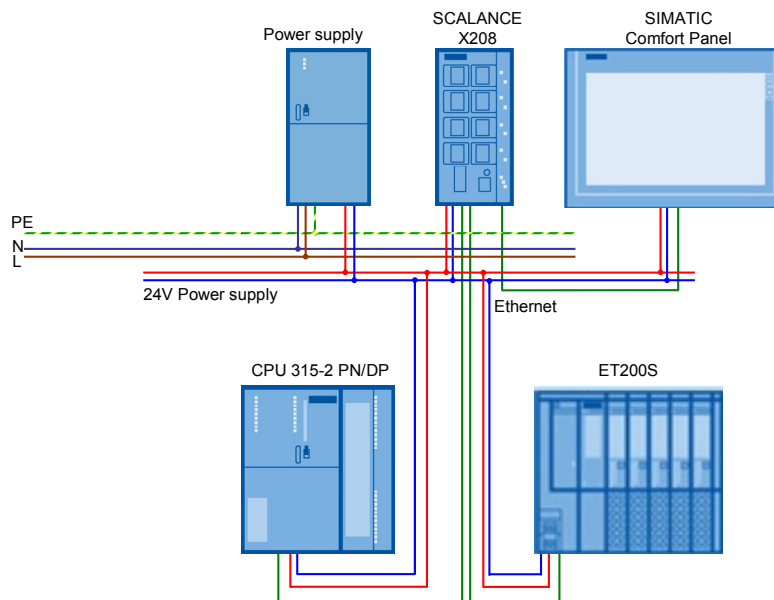 Power supply
SCALANCE
X208
SIMATIC
Comfort Panel
PE
N
L
24V Power supply
Ethernet
CPU 315-2 PN/DP
ET200S